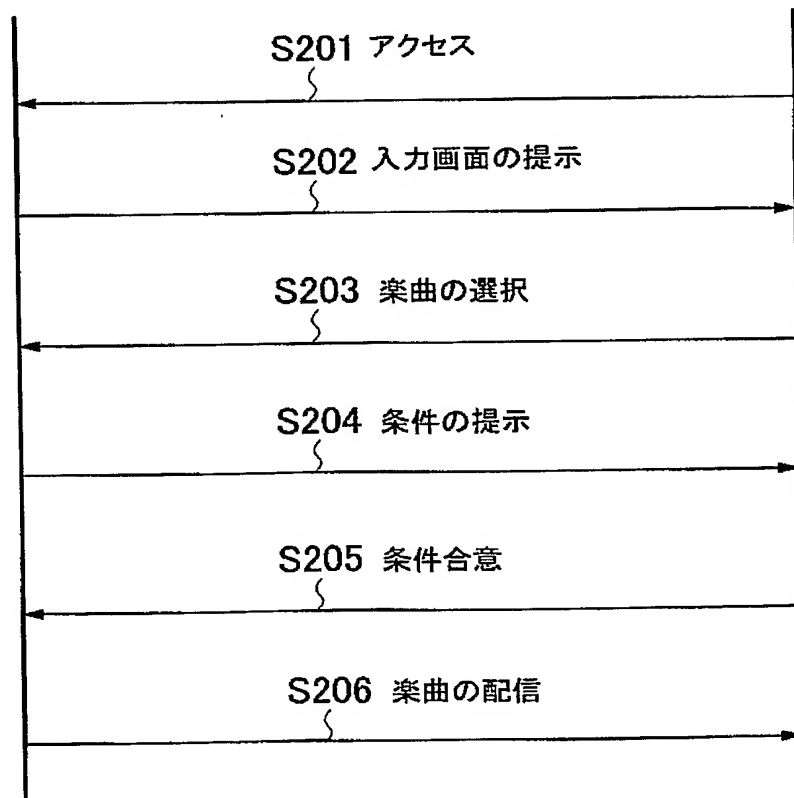 S201 アクセス
S202 入力画面の提示
S203 楽曲の選択
S204 条件の提示
S205 条件合意
S206 楽曲の配信